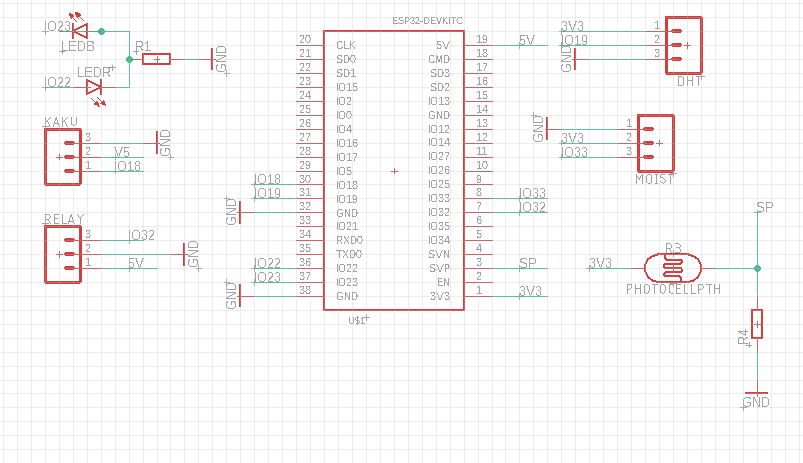 IO23
LEDB
R1
GND
LEDR
IO22
KAKU
3
2
1
GND
V5
IO18
RELAY
3
2
1
IO32
GND
5V
ESP32-DEVKITC
20 CLK 5V 19 5V
21 SD0 CMD 18
22 SD1 SD3 17
23 IO15 SD2 16
24 IO2 IO13 15
25 IO0 GND 14
26 IO4 IO12 13
27 IO16 IO14 12
28 IO17 IO27 11
29 IO5 IO26 10
IO18 30 IO18 IO25 9
IO19 31 IO19 IO33 8 IO33
GND 32 GND IO32 7 IO32
33 IO21 IO35 6
34 RXD0 IO34 5
35 TXD0 SVN 4
IO22 36 IO22 SVP 3 SP
IO23 37 IO23 EN 2
GND 38 GND 3V3 1 3V3
U$1
3V3 1
IO19 2
GND 3
DHT
GND 1
3V3 2
IO33 3
MOIST
SP
R3
3V3
PHOTOCELLPTH
R4
GND